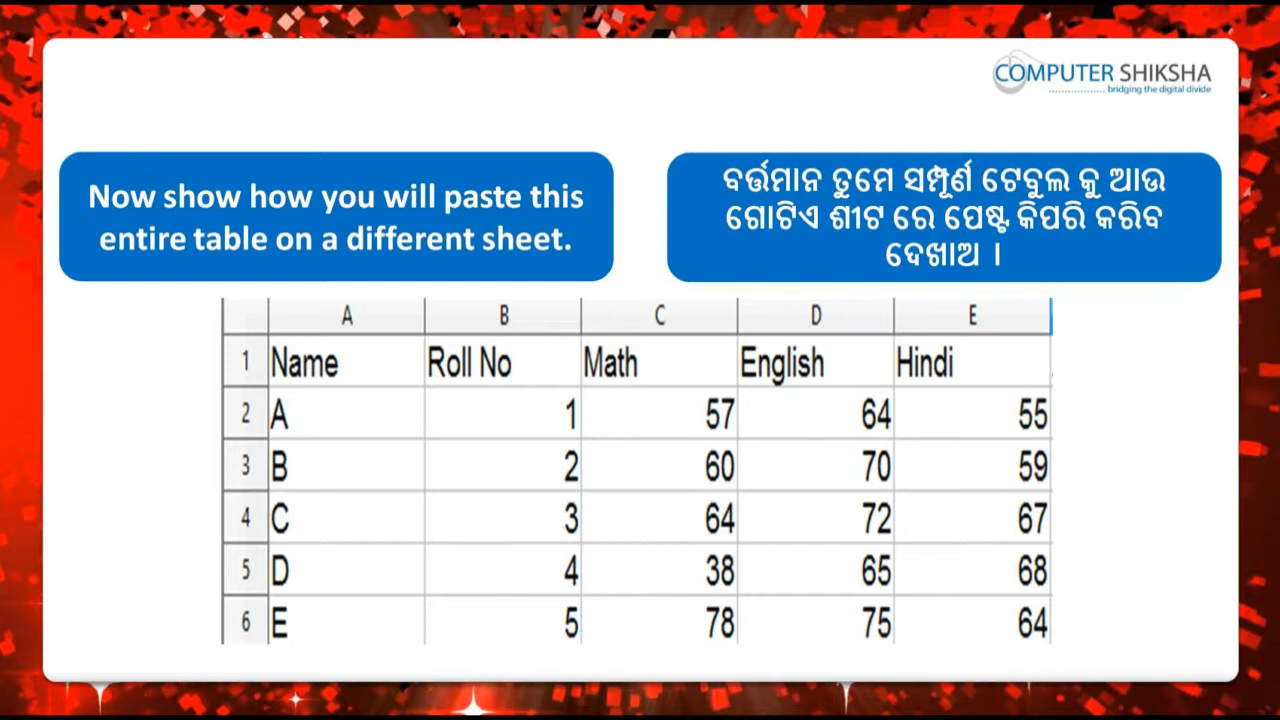 COMPUTER SHIKSHA
bridging the digital divide
Now show how you will paste this
entire table on a different sheet.
ବର୍ତ୍ତମାନ ତୁମେ ସମ୍ପୂର୍ଣ ଟେବୁଲ କୁ ଆଉ
ଗୋଟିଏ ଶୀଟ ରେ ପେଷ୍ଟ କିପରି କରିବ
ଦେଖାଅ ।
A B C D E
1 Name Roll No Math English Hindi
2 A 1 57 64 55
3 B 2 60 70 59
4 C 3 64 72 67
5 D 4 38 65 68
6 E 5 78 75 64